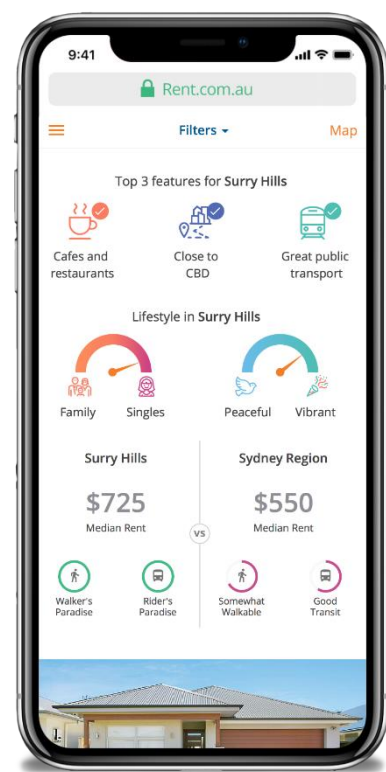 9:41
Rent.com.au
Filters
Map
Top 3 features for Surry Hills
Cafes and
restaurants
Close to
CBD
Great public
transport
Lifestyle in Surry Hills
Family
Singles
Peaceful
Vibrant
Surry Hills
Sydney Region
$725
$550
Median Rent
Median Rent
VS
Walker's
Paradise
Rider's
Paradise
Somewhat
Walkable
Good
Transit